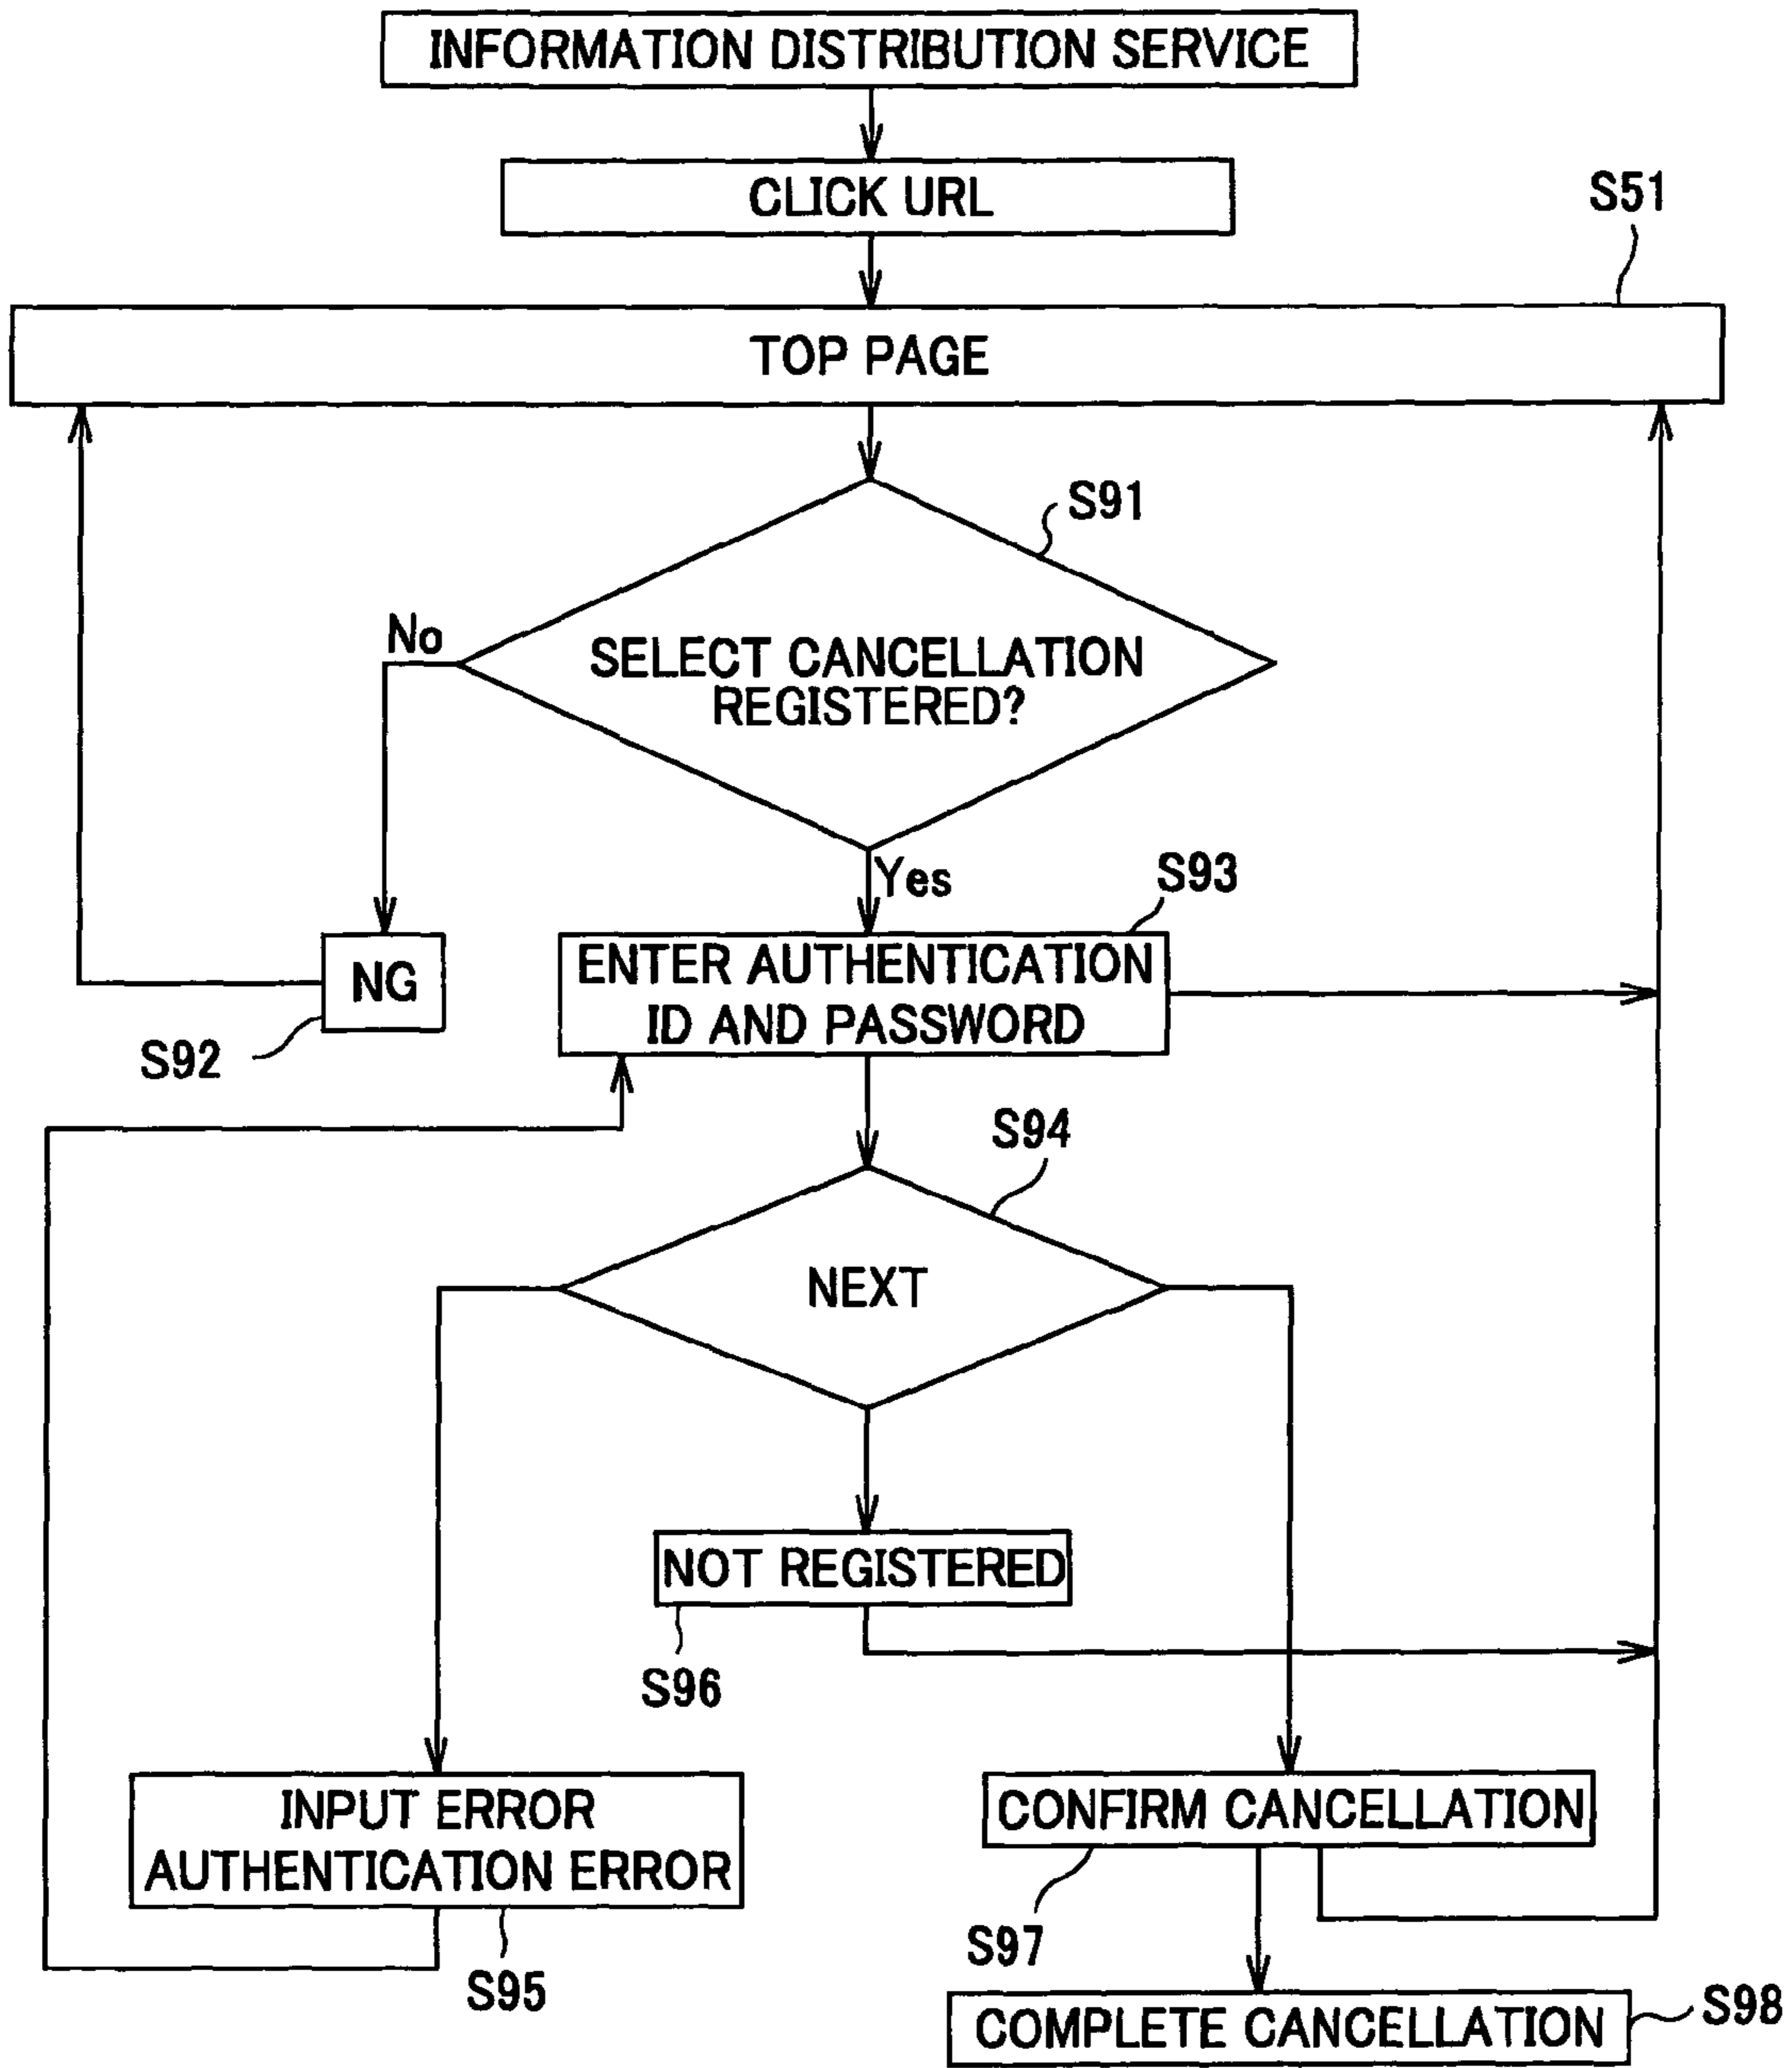 INFORMATION DISTRIBUTION SERVICE
CLICK URL
S51
TOP PAGE
S91
No
SELECT CANCELLATION
REGISTERED?
Yes
S93
NG
ENTER AUTHENTICATION
ID AND PASSWORD
S92
S94
NEXT
NOT REGISTERED
S96
INPUT ERROR
AUTHENTICATION ERROR
CONFIRM CANCELLATION
S97
S95
COMPLETE CANCELLATION
S98